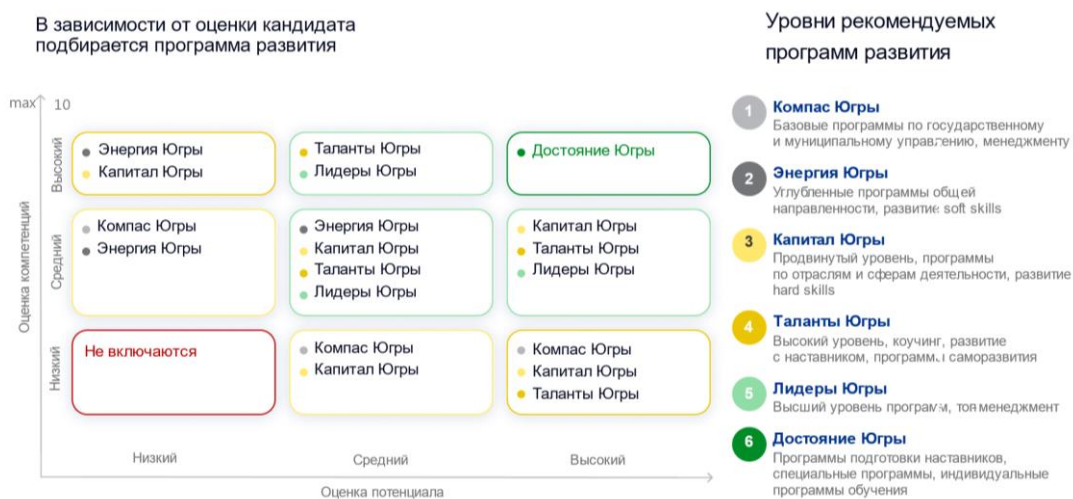 В зависимости от оценки кандидата
подбирается программа развития
Уровни рекомендуемых
программ развития
max
10
Оценка компетенций
Высокий
Энергия Югры
Капитал Югры
Таланты Югры
Лидеры Югры
Достояние Югры
Средний
Компас Югры
Энергия Югры
Энергия Югры
Капитал Югры
Таланты Югры
Лидеры Югры
Капитал Югры
Таланты Югры
Лидеры Югры
Низкий
Не включаются
Компас Югры
Капитал Югры
Компас Югры
Капитал Югры
Таланты Югры
Низкий
Средний
Высокий
Оценка потенциала
1
Компас Югры
Базовые программы по государственному
и муниципальному управлению, менеджменту
2
Энергия Югры
Углубленные программы общей
направленности, развитие soft skills
3
Капитал Югры
Продвинутый уровень, программы
по отраслям и сферам деятельности, развитие
hard skills
4
Таланты Югры
Высокий уровень, коучинг, развитие
с наставником, программы саморазвития
5
Лидеры Югры
Высший уровень программ, топ менеджмент
6
Достояние Югры
Программы подготовки наставников,
специальные программы, индивидуальные
программы обучения